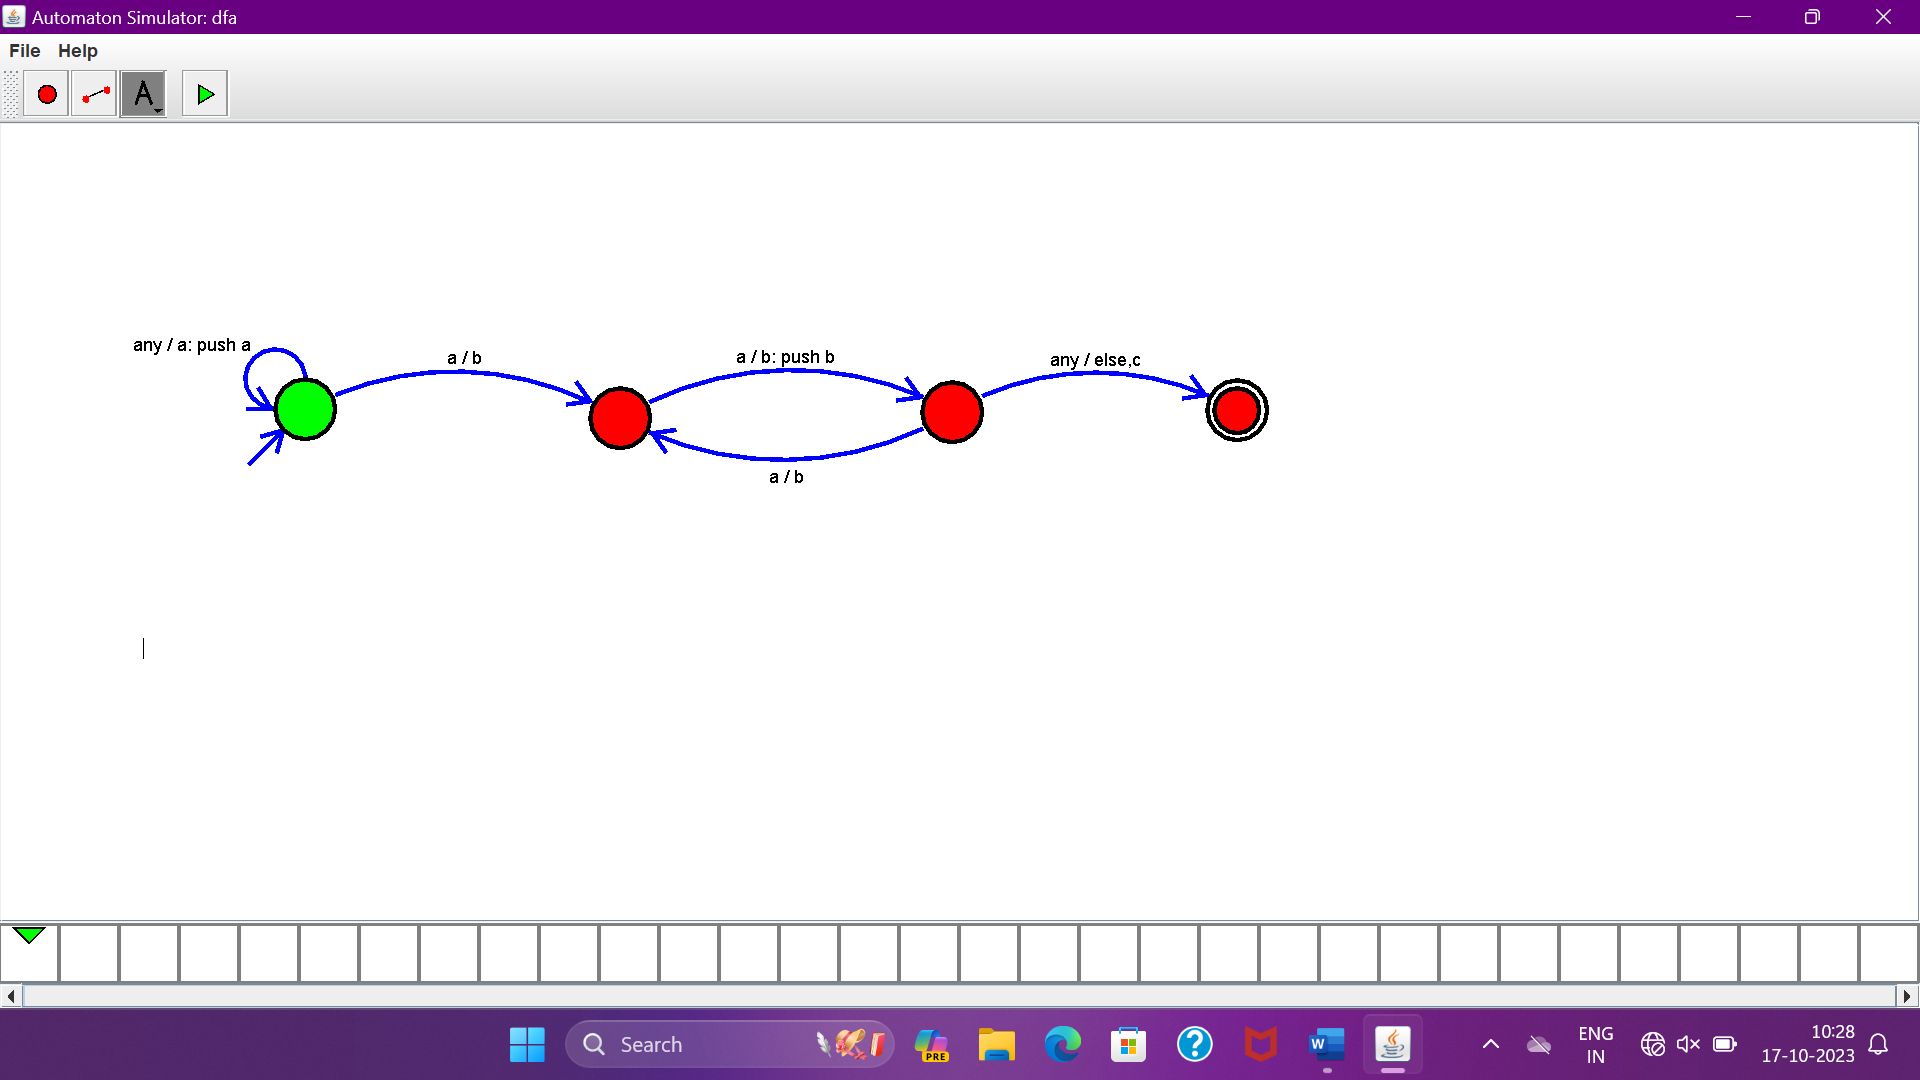 Automaton Simulator: dfa
File Help
A
any / a: push a
a / b
a / b: push b
any / else,c
a / b
Search
PRE
W
ENG
IN
10:28
17-10-2023